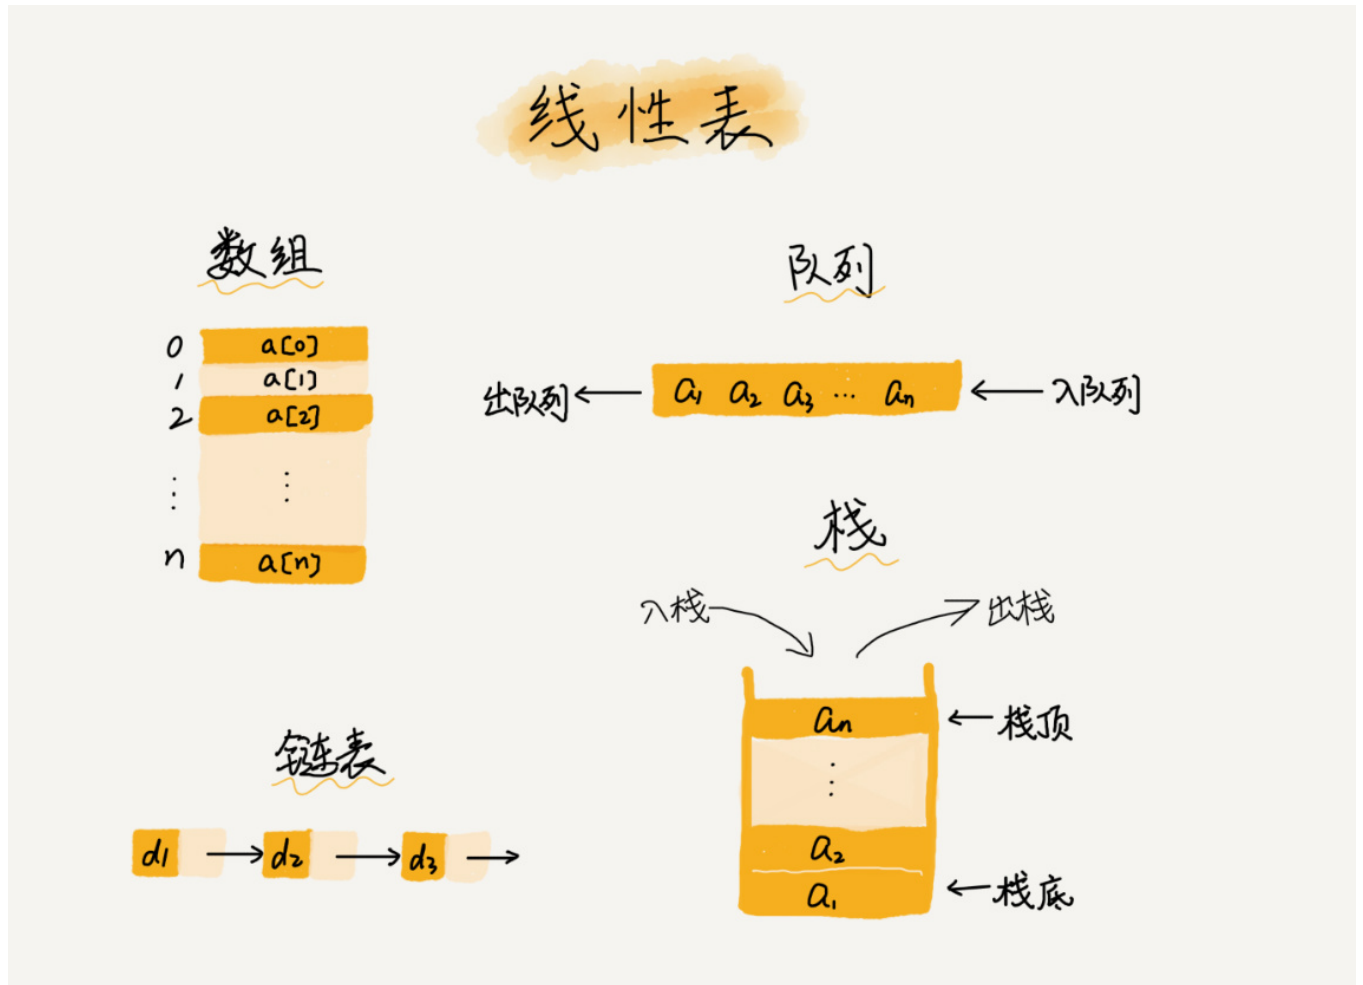 线性表
数组
0 a[0]
1 a[1]
2 a[2]
⋮ ⋮
n a[n]
队列
出队列 a₁ a₂ a₃ … aₙ 入队列
栈
入栈 出栈
aₙ 栈顶
⋮
a₂
a₁ 栈底
链表
d₁ d₂ d₃